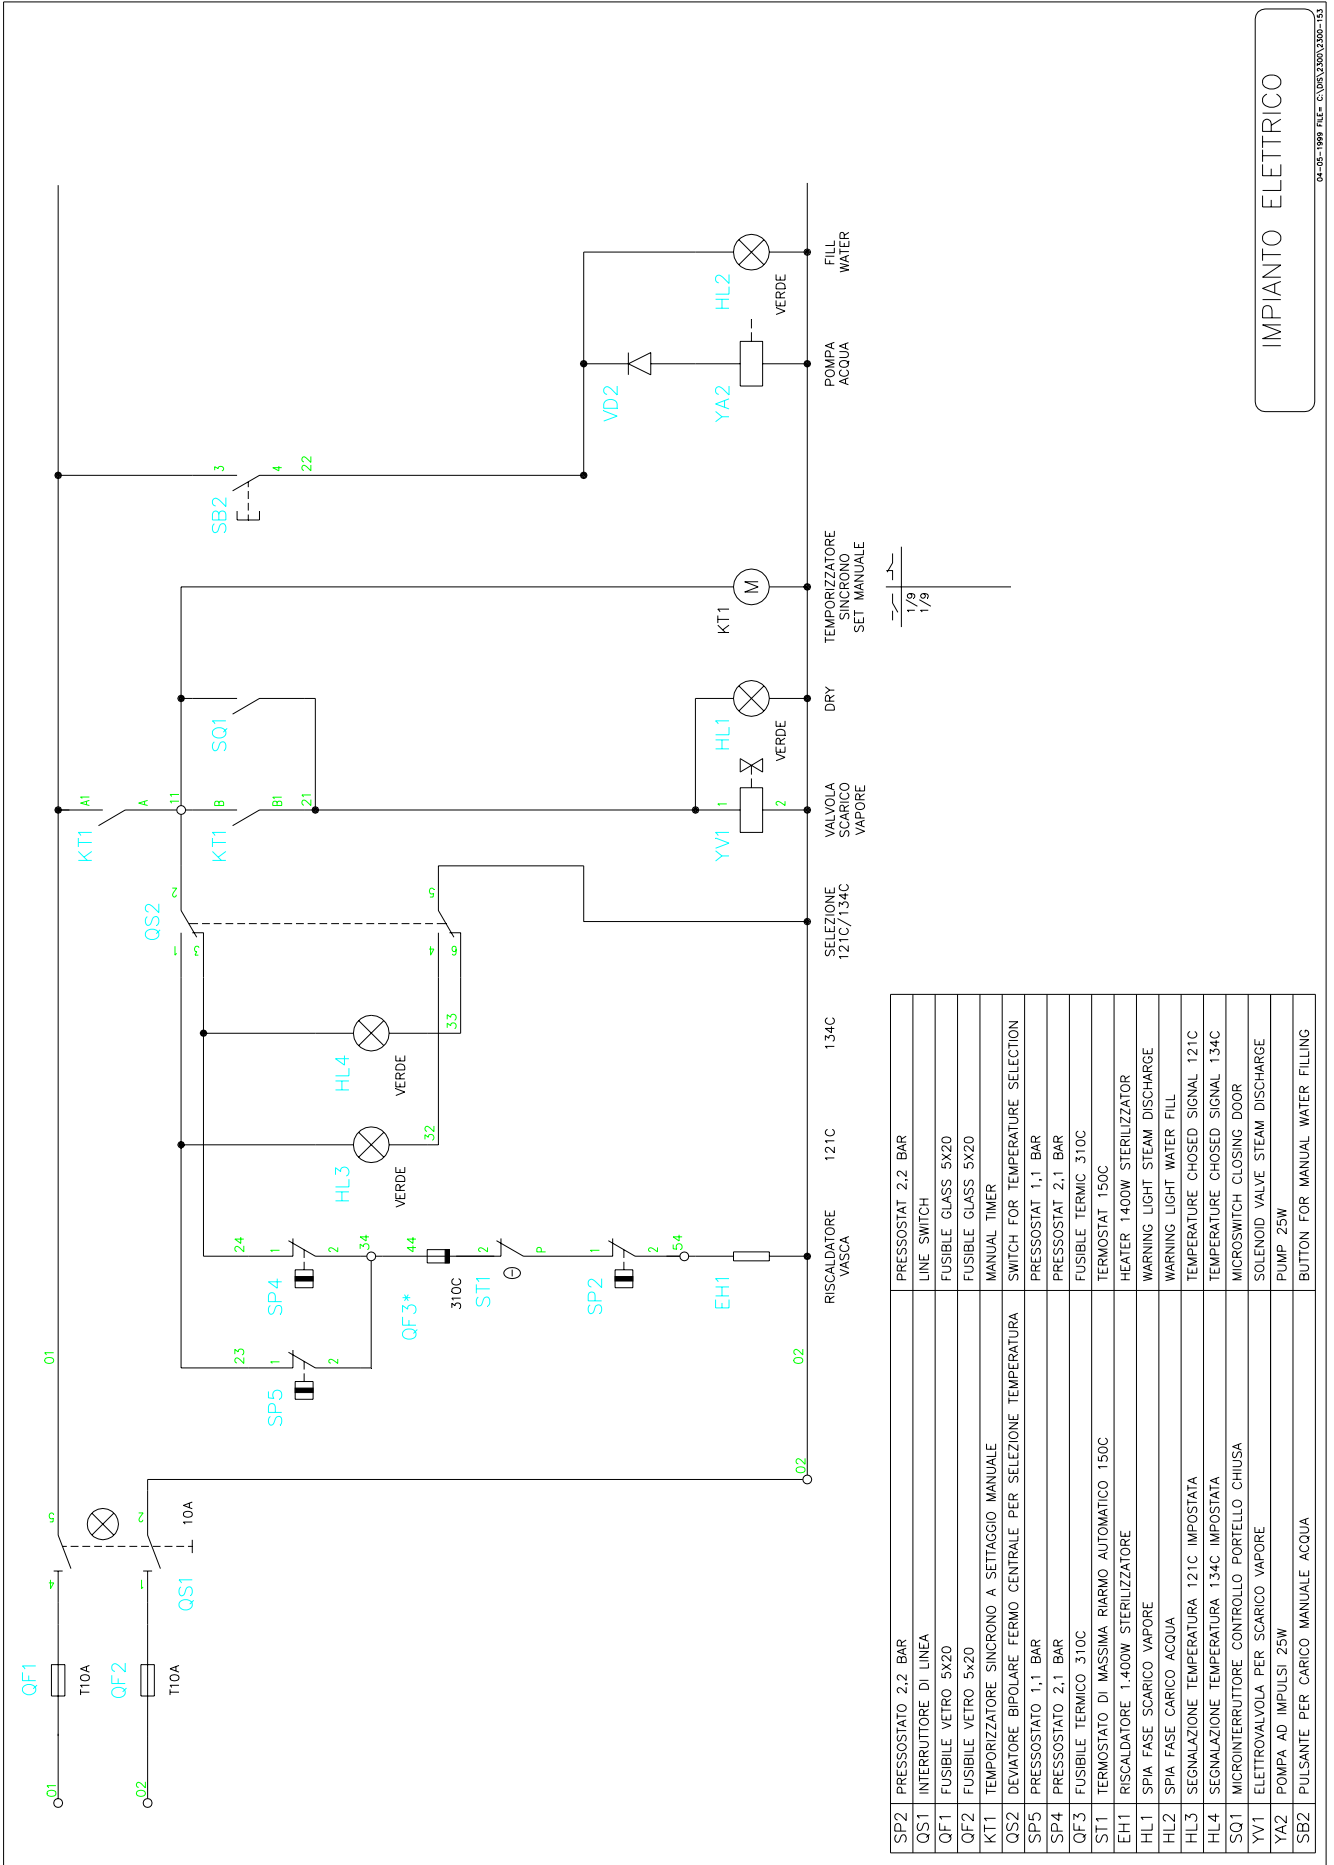 01
QF1
T10A
4
5
01
02
QF2
T10A
1
2
QS1
10A
02
02
SP5
23
1
2
SP4
24
1
2
34
44
QF3*
310C
ST1
2
P
SP2
1
2
54
EH1
RISCALDATORE
VASCA
HL3
VERDE
32
121C
HL4
VERDE
33
134C
QS2
1
3
2
4
6
5
SELEZIONE
121C/134C
KT1
A1
A
11
KT1
B
B1
21
YV1
1
2
VALVOLA
SCARICO
VAPORE
SQ1
HL1
VERDE
DRY
KT1
M
TEMPORIZZATORE
SINCRONO
SET MANUALE
1/9
1/9
SB2
3
4
22
VD2
YA2
POMPA
ACQUA
HL2
VERDE
FILL
WATER
SP2 PRESSOSTATO 2,2 BAR PRESSOSTAT 2,2 BAR
QS1 INTERRUTTORE DI LINEA LINE SWITCH
QF1 FUSIBILE VETRO 5X20 FUSIBLE GLASS 5X20
QF2 FUSIBILE VETRO 5x20 FUSIBLE GLASS 5X20
KT1 TEMPORIZZATORE SINCRONO A SETTAGGIO MANUALE MANUAL TIMER
QS2 DEVIATORE BIPOLARE FERMO CENTRALE PER SELEZIONE TEMPERATURA SWITCH FOR TEMPERATURE SELECTION
SP5 PRESSOSTATO 1,1 BAR PRESSOSTAT 1,1 BAR
SP4 PRESSOSTATO 2,1 BAR PRESSOSTAT 2,1 BAR
QF3 FUSIBILE TERMICO 310C FUSIBLE TERMIC 310C
ST1 TERMOSTATO DI MASSIMA RIARMO AUTOMATICO 150C TERMOSTAT 150C
EH1 RISCALDATORE 1.400W STERILIZZATORE HEATER 1400W STERILIZZATOR
HL1 SPIA FASE SCARICO VAPORE WARNING LIGHT STEAM DISCHARGE
HL2 SPIA FASE CARICO ACQUA WARNING LIGHT WATER FILL
HL3 SEGNALAZIONE TEMPERATURA 121C IMPOSTATA TEMPERATURE CHOSED SIGNAL 121C
HL4 SEGNALAZIONE TEMPERATURA 134C IMPOSTATA TEMPERATURE CHOSED SIGNAL 134C
SQ1 MICROINTERRUTTORE CONTROLLO PORTELLO CHIUSA MICROSWITCH CLOSING DOOR
YV1 ELETTROVALVOLA PER SCARICO VAPORE SOLENOID VALVE STEAM DISCHARGE
YA2 POMPA AD IMPULSI 25W PUMP 25W
SB2 PULSANTE PER CARICO MANUALE ACQUA BUTTON FOR MANUAL WATER FILLING
IMPIANTO ELETTRICO
04-05-1999 FILE= C:\DIS\2300\2300-153